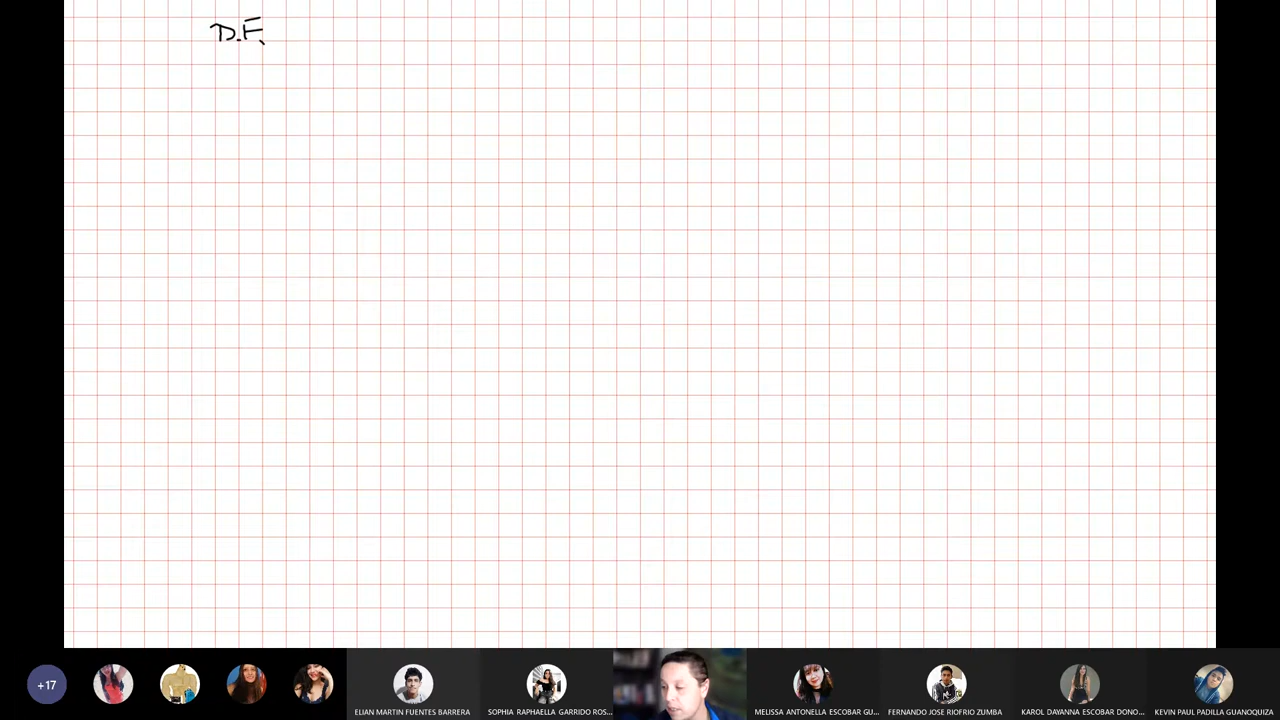 D.F.
+17
ELIAN MARTIN FUENTES BARRERA
SOPHIA RAPHAELLA GARRIDO ROS...
MELISSA ANTONELLA ESCOBAR GU...
FERNANDO JOSE RIOFRIO ZUMBA
KAROL DAYANNA ESCOBAR DONO...
KEVIN PAUL PADILLA GUANOQUIZA